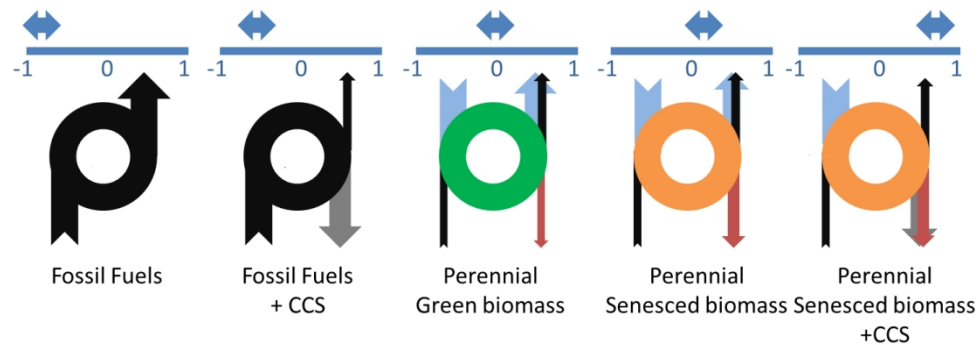 -1 0 1 -1 0 1 -1 0 1 -1 0 1 -1 0 1
Fossil Fuels
Fossil Fuels
+ CCS
Perennial
Green biomass
Perennial
Senesced biomass
Perennial
Senesced biomass
+CCS